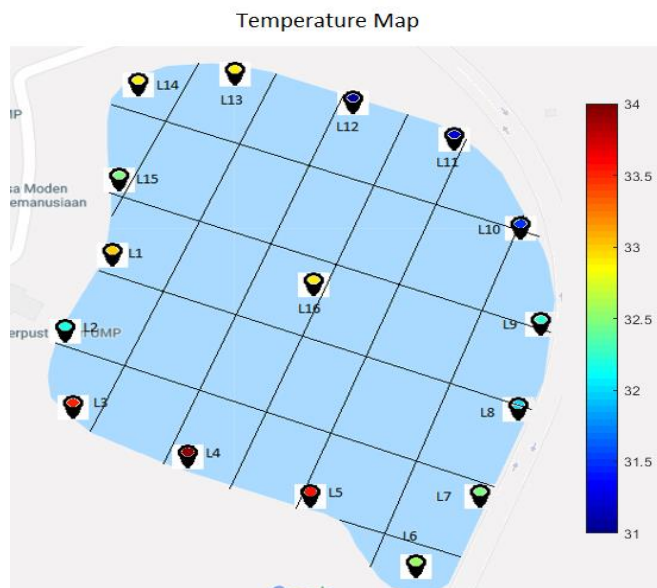 Temperature Map
L14
L13
L12
L11
MP
L15
sa Moden
emanusiaan
L10
L1
L16
L9
L2
erpust
UMP
L3
L8
L4
L5
L7
L6
34
33.5
33
32.5
32
31.5
31